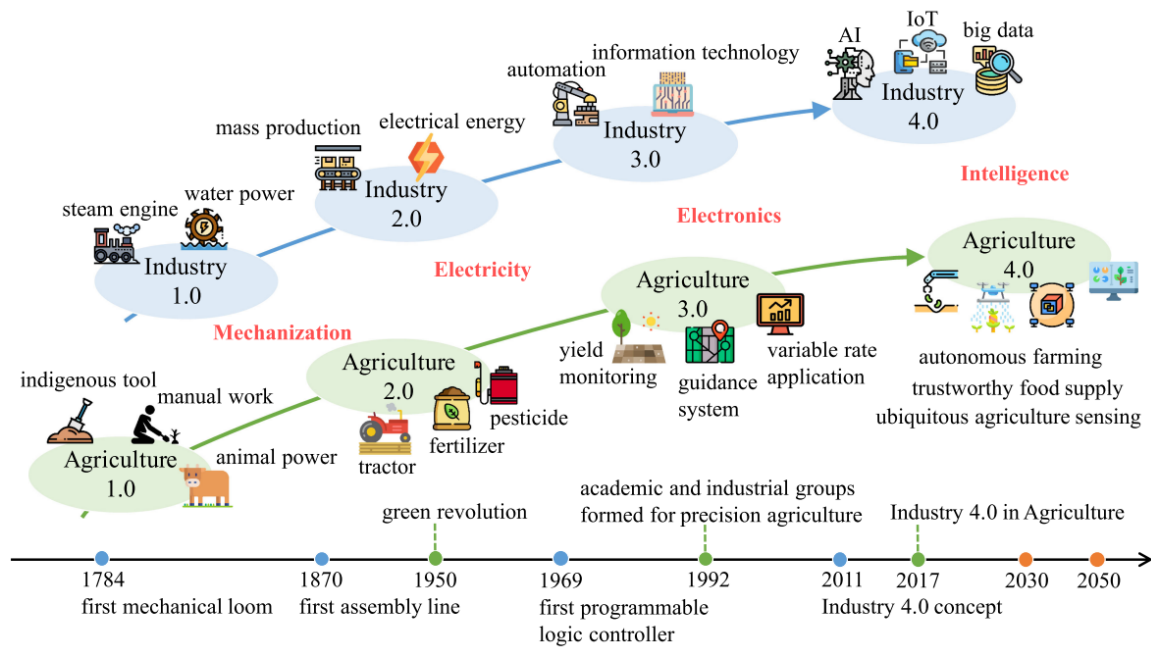 AI
IoT
big data
information technology
automation
Industry
4.0
mass production
electrical energy
Industry
3.0
Intelligence
steam engine
water power
Industry
2.0
Electronics
Agriculture
4.0
Industry
1.0
Electricity
Agriculture
3.0
Mechanization
yield
monitoring
guidance
system
variable rate
application
autonomous farming
trustworthy food supply
ubiquitous agriculture sensing
Agriculture
2.0
tractor
fertilizer
pesticide
indigenous tool
manual work
animal power
Agriculture
1.0
green revolution
academic and industrial groups
formed for precision agriculture
Industry 4.0 in Agriculture
1784
first mechanical loom
1870
first assembly line
1950
1969
first programmable
logic controller
1992
2011
Industry 4.0 concept
2017
2030
2050